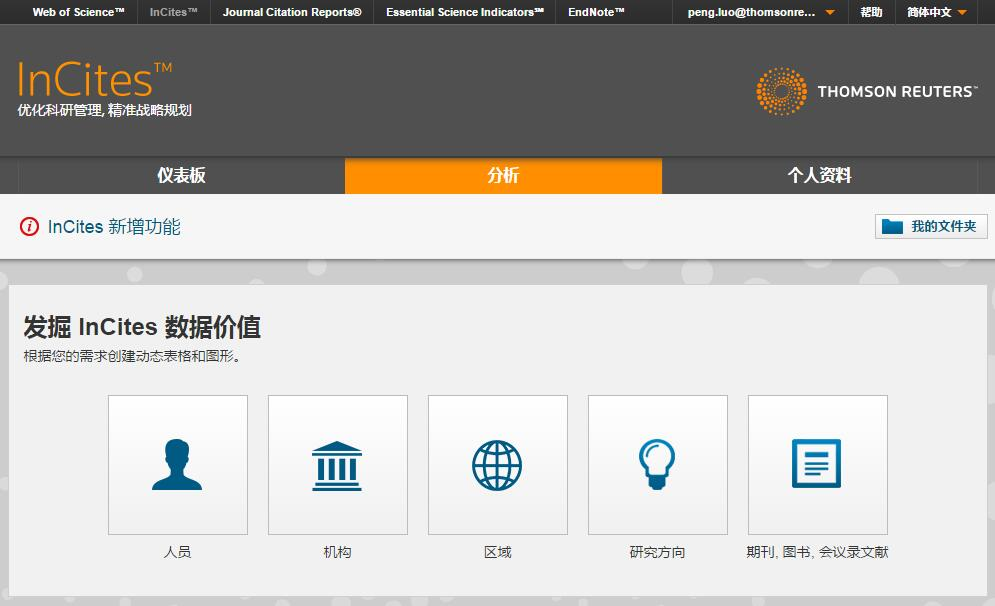 Web of Science™ InCites™ Journal Citation Reports® Essential Science Indicators℠ EndNote™ peng.luo@thomsonre... 帮助 简体中文
InCites™
优化科研管理, 精准战略规划
THOMSON REUTERS™
仪表板 分析 个人资料
InCites 新增功能 我的文件夹
发掘 InCites 数据价值
根据您的需求创建动态表格和图形。
人员 机构 区域 研究方向 期刊, 图书, 会议录文献